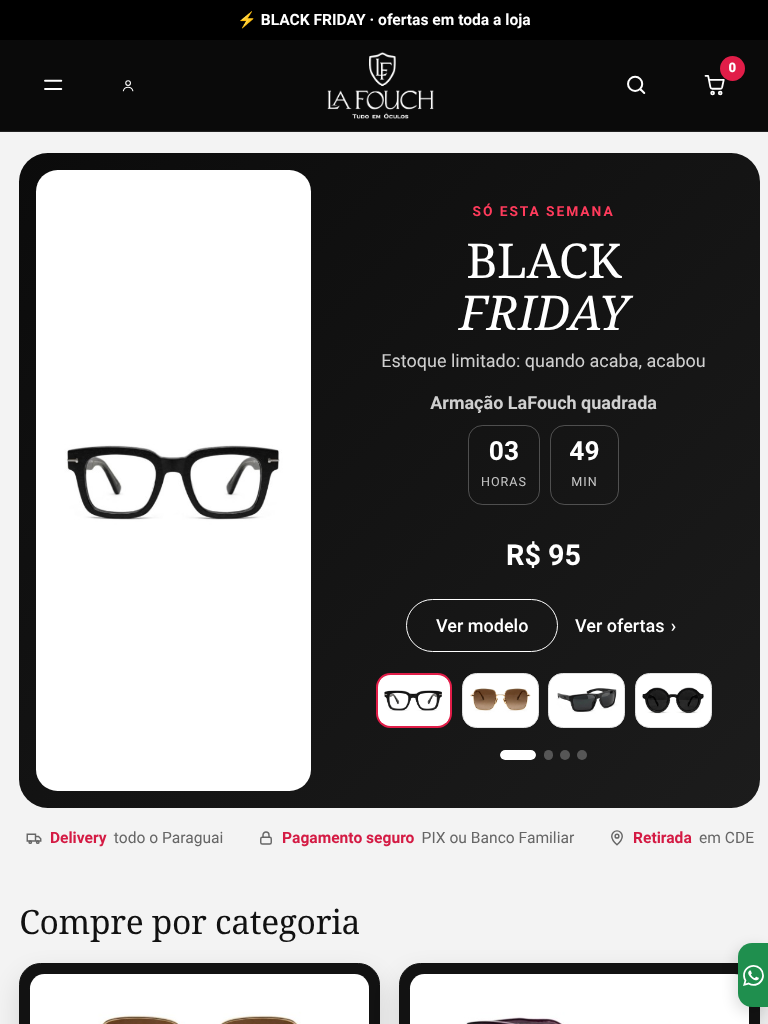 ⚡ BLACK FRIDAY · ofertas em toda a loja
0
LF
LA FOUCH
Tudo em Óculos
SÓ ESTA SEMANA
BLACK
FRIDAY
Estoque limitado: quando acaba, acabou
Armação LaFouch quadrada
03 49
HORAS MIN
R$ 95
Ver modelo Ver ofertas ›
Delivery todo o Paraguai Pagamento seguro PIX ou Banco Familiar Retirada em CDE
Compre por categoria